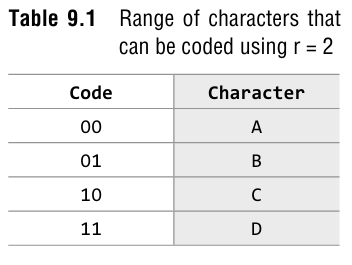 Table 9.1 Range of characters that
can be coded using r = 2
Code Character
00 A
01 B
10 C
11 D